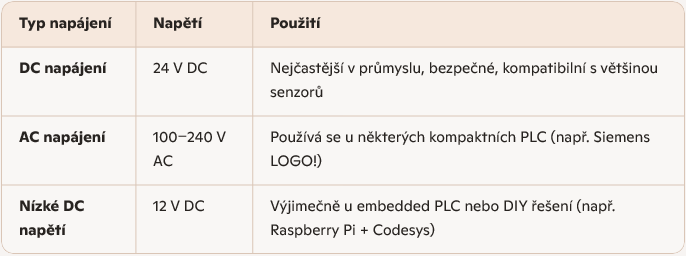 Typ napájení Napětí Použití
DC napájení 24 V DC Nejčastější v průmyslu, bezpečné, kompatibilní s většinou
senzorů
AC napájení 100–240 V Používá se u některých kompaktních PLC (např. Siemens
AC LOGO!)
Nízké DC 12 V DC Výjimečně u embedded PLC nebo DIY řešení (např.
napětí Raspberry Pi + Codesys)